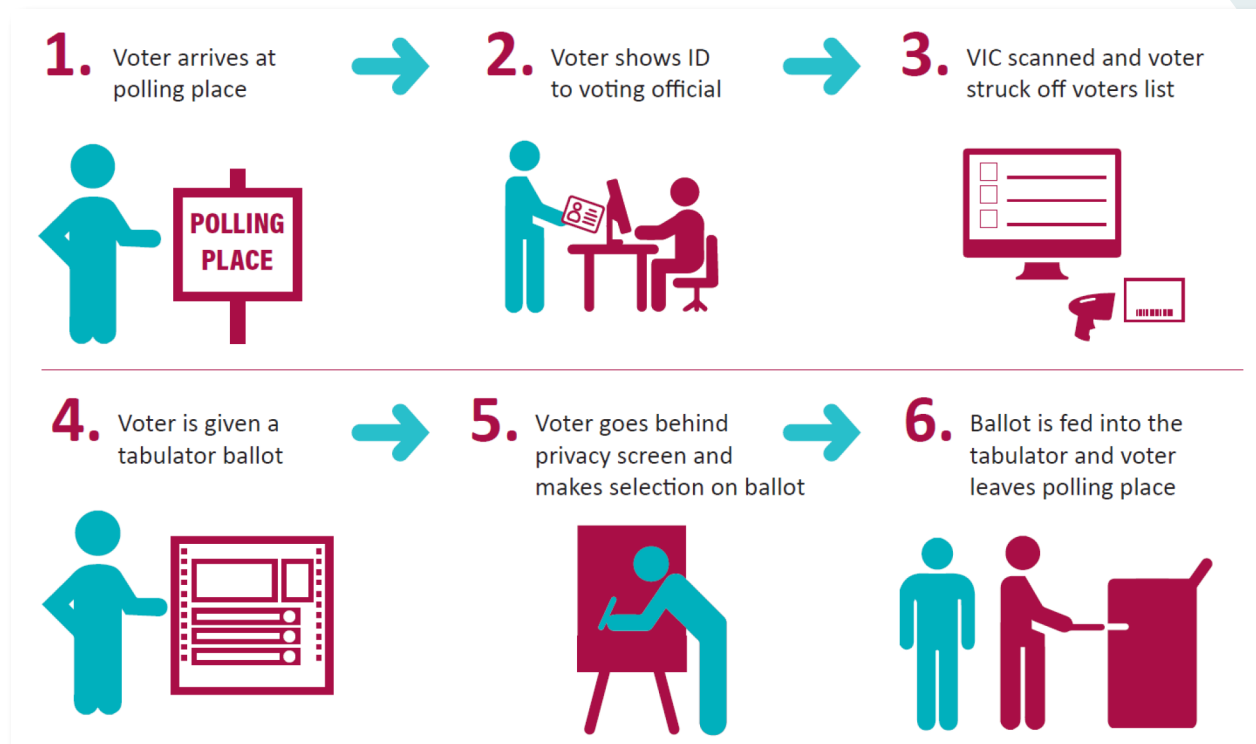 1. Voter arrives at
polling place
2. Voter shows ID
to voting official
3. VIC scanned and voter
struck off voters list
POLLING
PLACE
4. Voter is given a
tabulator ballot
5. Voter goes behind
privacy screen and
makes selection on ballot
6. Ballot is fed into the
tabulator and voter
leaves polling place